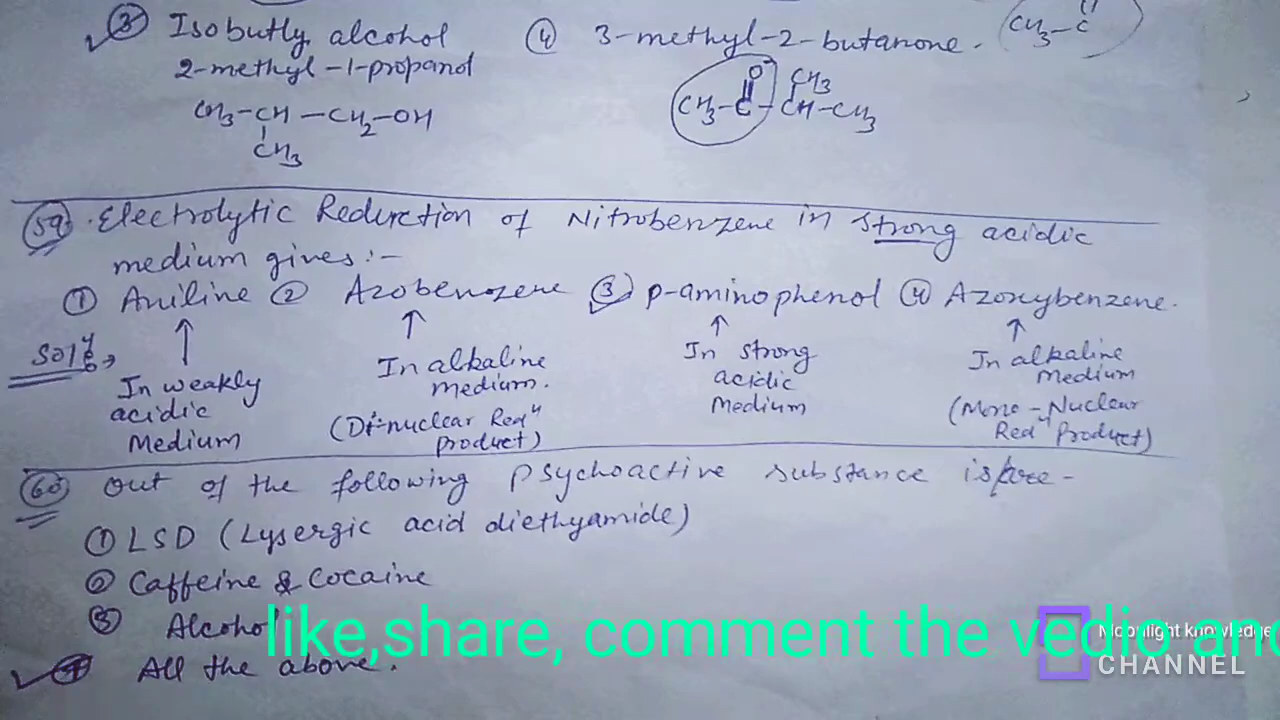 CH3-C
③ Isobutly alcohol ④ 3-methyl-2-butanone.
2-methyl-1-propanol
O CH3
CH3-CH-CH2-OH CH3-C-CH-CH3
CH3
59. Electrolytic Reduction of Nitrobenzene in strong acidic
medium gives:-
① Aniline ② Azobenzene ③ p-aminophenol ④ Azoxybenzene.
Solⁿ
In weakly acidic Medium
In alkaline medium.
(Di-nuclear Redⁿ product)
In strong acidic Medium
In alkaline Medium
(Mono-Nuclear Redⁿ Product)
60 Out of the following psychoactive substance is/are-
① LSD (Lysergic acid diethyamide)
② Caffeine & Cocaine
③ Alcohol
④ All the above.
like,share, comment the vedio and
Moonlight knowledge
CHANNEL